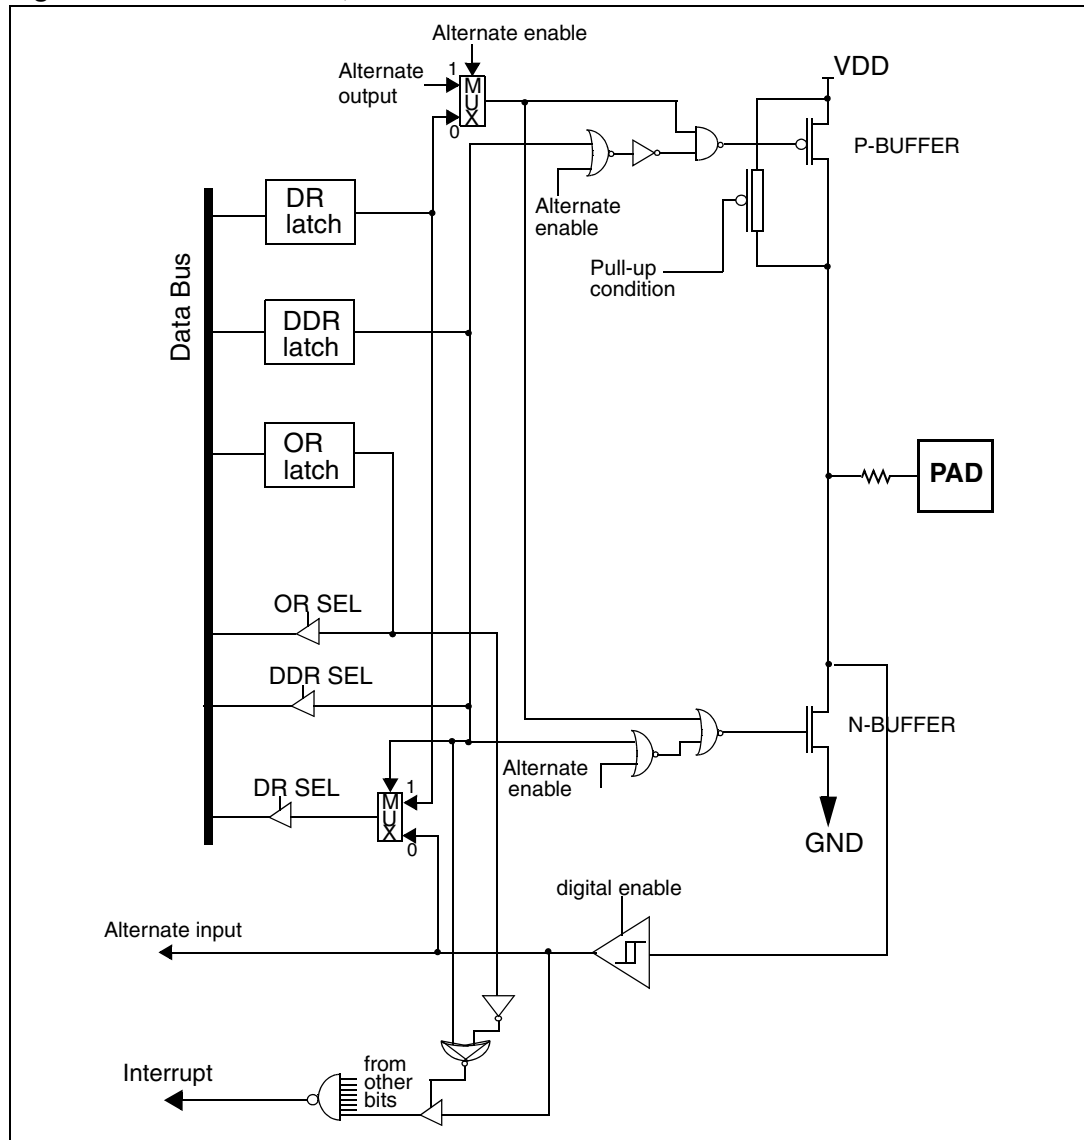 Alternate enable
Alternate
output
1
MUX
0
VDD
P-BUFFER
Alternate
enable
Pull-up
condition
Data Bus
DR
latch
DDR
latch
OR
latch
PAD
OR SEL
DDR SEL
DR SEL
1
MUX
0
Alternate
enable
N-BUFFER
GND
digital enable
Alternate input
Interrupt
from
other
bits